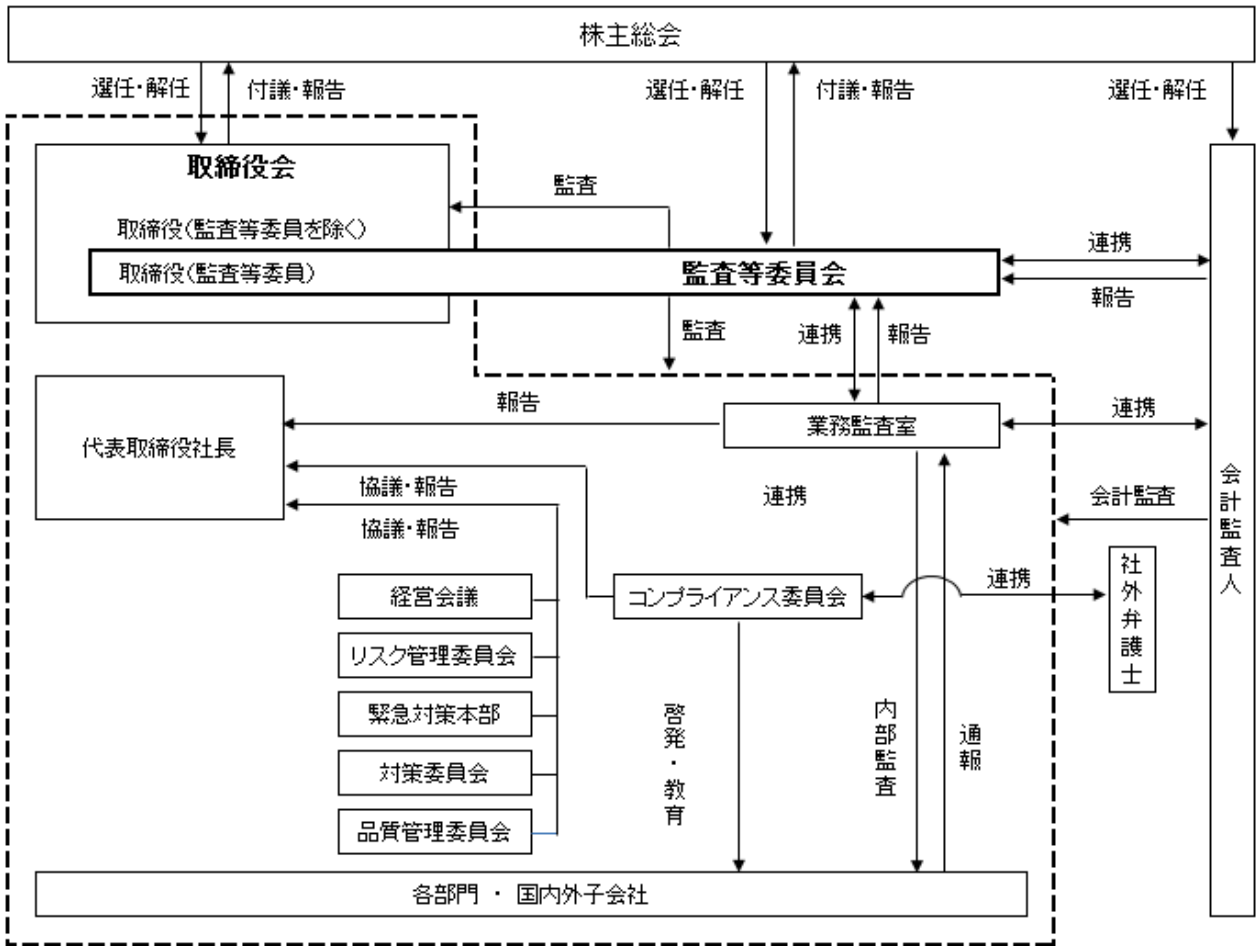 株主総会
選任・解任
付議・報告
選任・解任
付議・報告
選任・解任
取締役会
監査
取締役(監査等委員を除く)
取締役(監査等委員)
監査等委員会
連携
報告
監査
連携
報告
代表取締役社長
報告
業務監査室
連携
協議・報告
連携
協議・報告
会計監査
会計監査人
経営会議
コンプライアンス委員会
連携
社外弁護士
リスク管理委員会
緊急対策本部
対策委員会
品質管理委員会
啓発・教育
内部監査
通報
各部門 ・ 国内外子会社